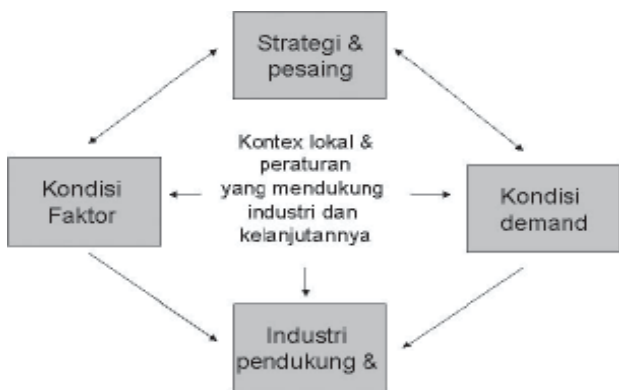 Strategi &
pesaing
Kontex lokal &
peraturan
yang mendukung
industri dan
kelanjutannya
Kondisi
Faktor
Kondisi
demand
Industri
pendukung &